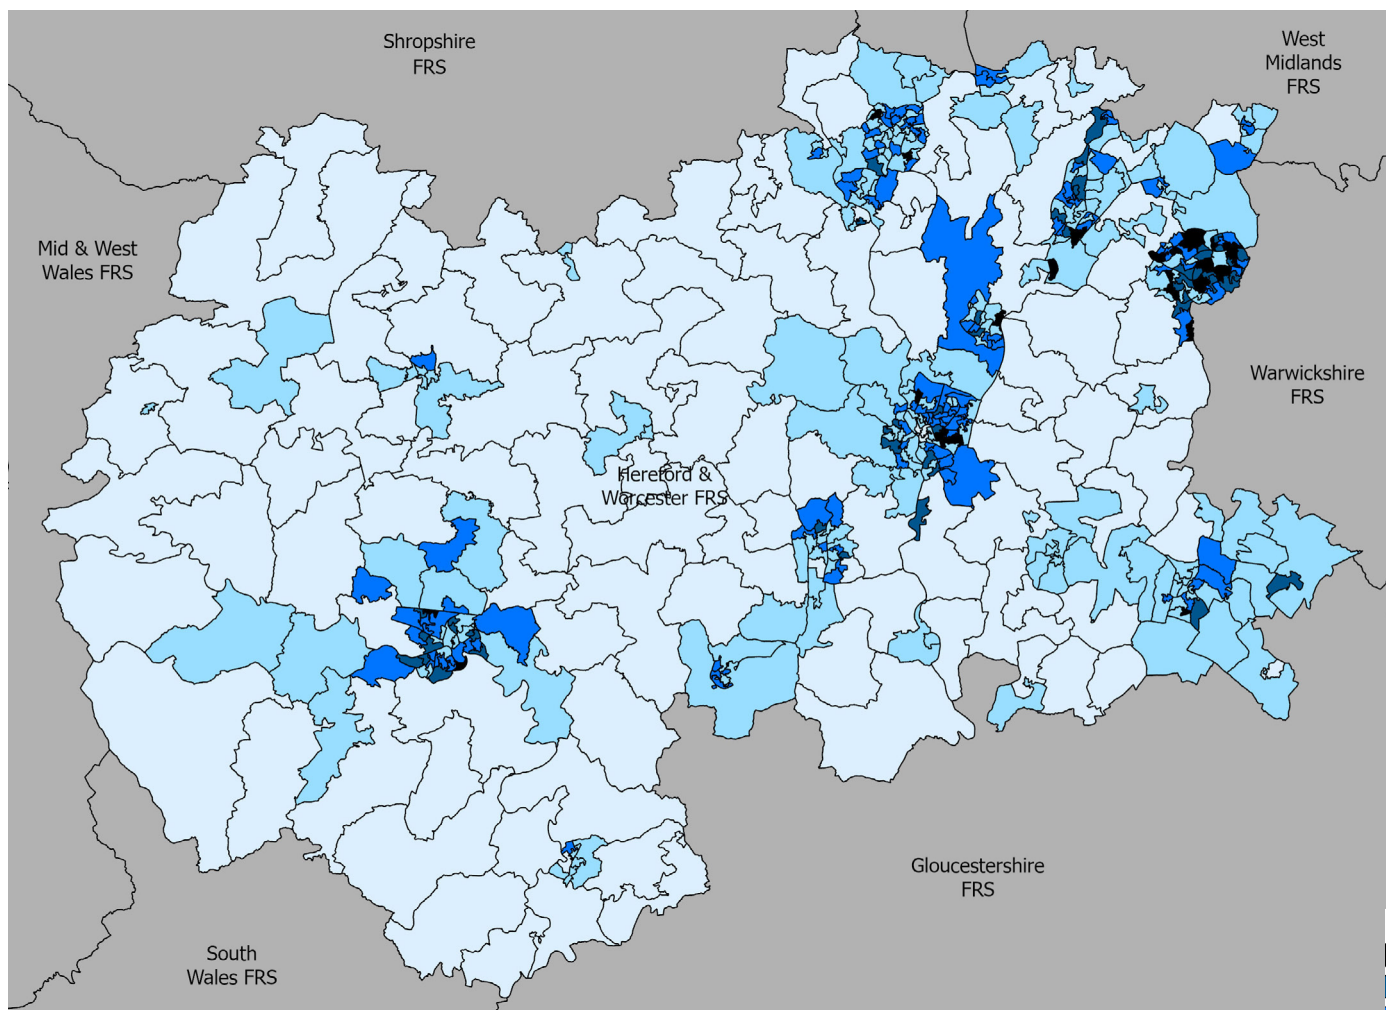 Shropshire
FRS
West
Midlands
FRS
Mid & West
Wales FRS
Warwickshire
FRS
Hereford &
Worcester FRS
Gloucestershire
FRS
South
Wales FRS